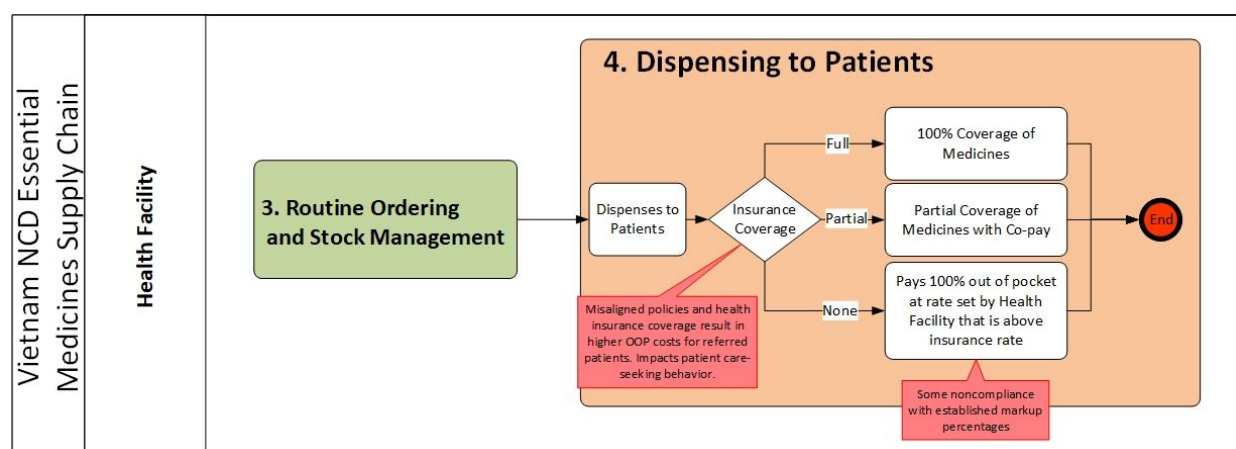 Vietnam NCD Essential
Medicines Supply Chain
Health Facility
3. Routine Ordering
and Stock Management
4. Dispensing to Patients
Dispenses to
Patients
Insurance
Coverage
Full
100% Coverage of
Medicines
Partial
Partial Coverage of
Medicines with Co-pay
None
Pays 100% out of pocket
at rate set by Health
Facility that is above
insurance rate
End
Misaligned policies and health
insurance coverage result in
higher OOP costs for referred
patients. Impacts patient care-
seeking behavior.
Some noncompliance
with established markup
percentages